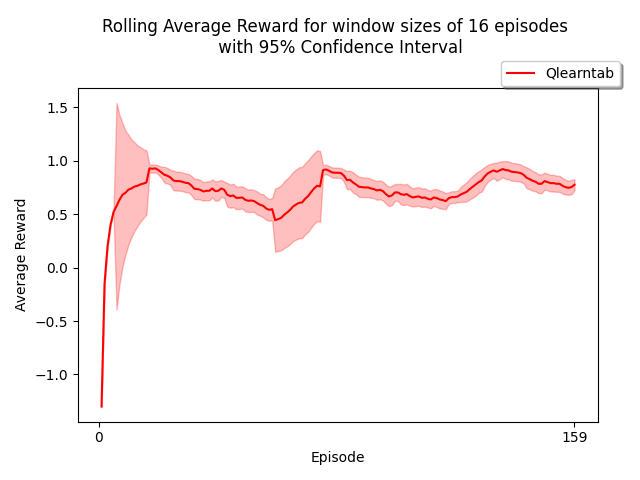 Rolling Average Reward for window sizes of 16 episodes
with 95% Confidence Interval
Qlearntab
1.5
1.0
0.5
0.0
−0.5
−1.0
Average Reward
0
159
Episode